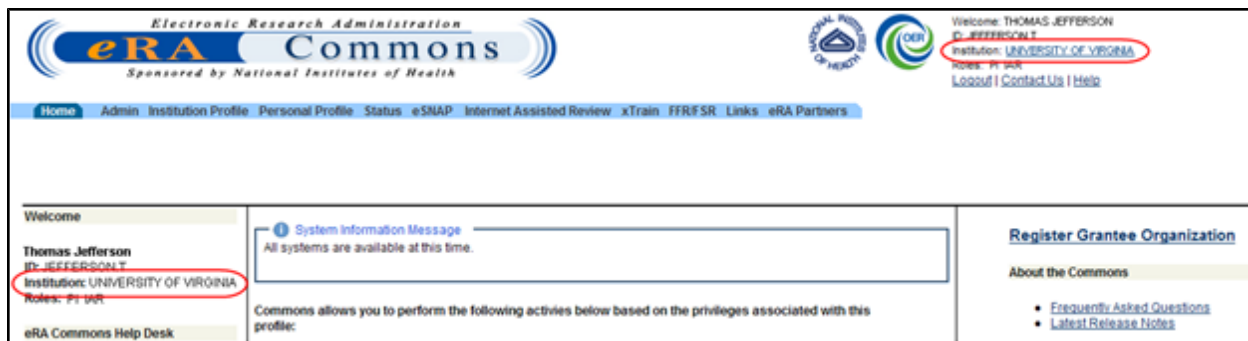 Electronic Research Administration
eRA Commons
Sponsored by National Institutes of Health
NATIONAL INSTITUTES OF HEALTH
OER
Welcome: THOMAS JEFFERSON
ID: JEFFERSON.T
Institution: UNIVERSITY OF VIRGINIA
Roles: PI IAR
Logout | Contact Us | Help
Home Admin Institution Profile Personal Profile Status eSNAP Internet Assisted Review xTrain FFR/FSR Links eRA Partners
Welcome
Thomas Jefferson
ID: JEFFERSON.T
Institution: UNIVERSITY OF VIRGINIA
Roles: PI IAR
eRA Commons Help Desk
System Information Message
All systems are available at this time.
Commons allows you to perform the following activies below based on the privileges associated with this
profile:
Register Grantee Organization
About the Commons
Frequently Asked Questions
Latest Release Notes